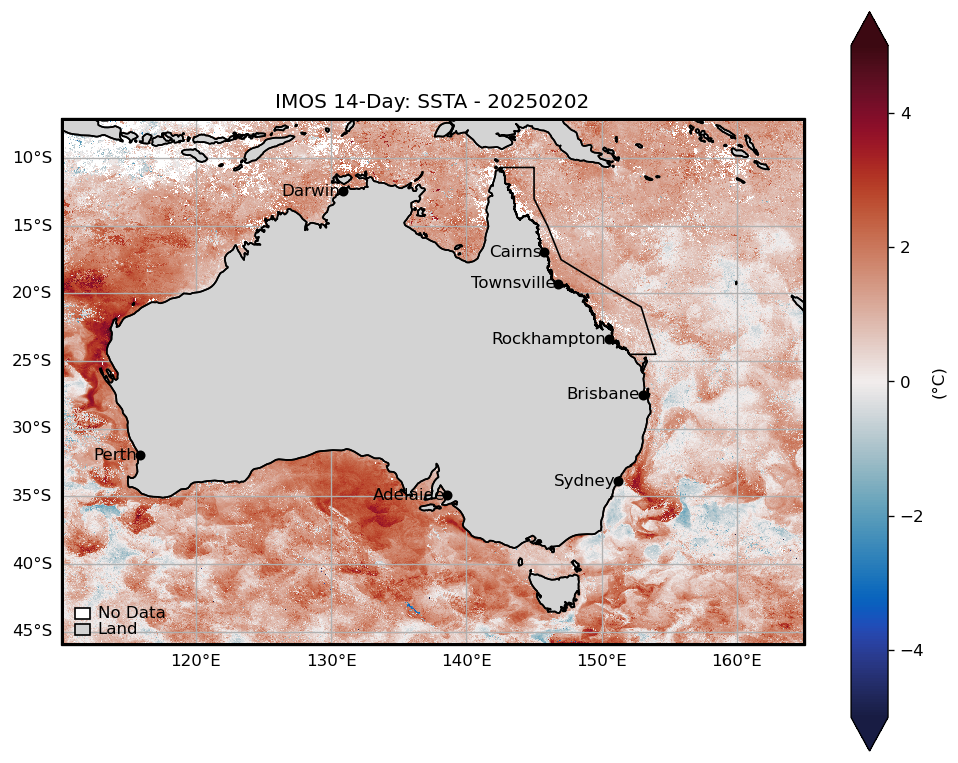 IMOS 14-Day: SSTA - 20250202
10°S
15°S
20°S
25°S
30°S
35°S
40°S
45°S
120°E
130°E
140°E
150°E
160°E
Darwin
Cairns
Townsville
Rockhampton
Brisbane
Perth
Sydney
Adelaide
No Data
Land
4
2
0
−2
−4
(°C)